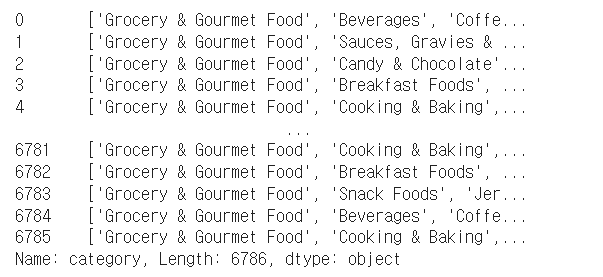 0 ['Grocery & Gourmet Food', 'Beverages', 'Coffe...
1 ['Grocery & Gourmet Food', 'Sauces, Gravies & ...
2 ['Grocery & Gourmet Food', 'Candy & Chocolate'...
3 ['Grocery & Gourmet Food', 'Breakfast Foods', ...
4 ['Grocery & Gourmet Food', 'Cooking & Baking',...
...
6781 ['Grocery & Gourmet Food', 'Cooking & Baking',...
6782 ['Grocery & Gourmet Food', 'Breakfast Foods', ...
6783 ['Grocery & Gourmet Food', 'Snack Foods', 'Jer...
6784 ['Grocery & Gourmet Food', 'Beverages', 'Coffe...
6785 ['Grocery & Gourmet Food', 'Cooking & Baking',...
Name: category, Length: 6786, dtype: object